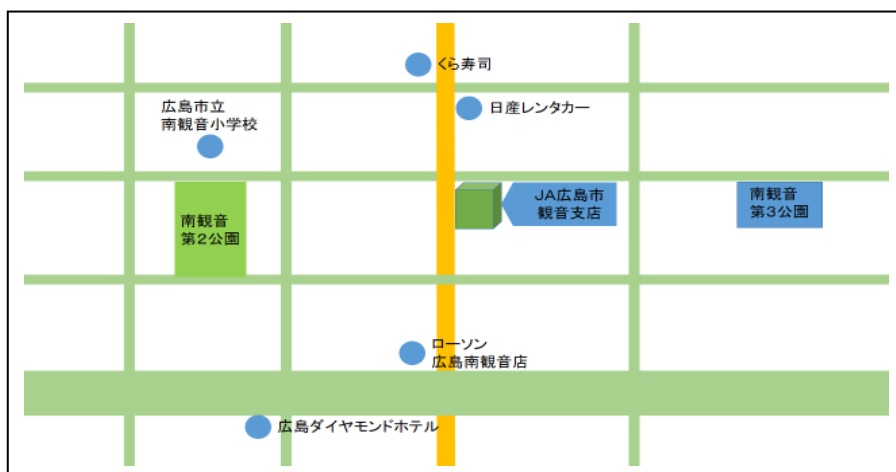 くら寿司
広島市立
南観音小学校
日産レンタカー
南観音
第2公園
JA広島市
観音支店
南観音
第3公園
ローソン
広島南観音店
広島ダイヤモンドホテル